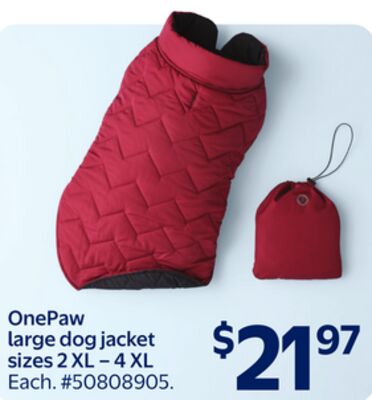 OnePaw
large dog jacket
sizes 2 XL – 4 XL
Each. #50808905.
$21.97